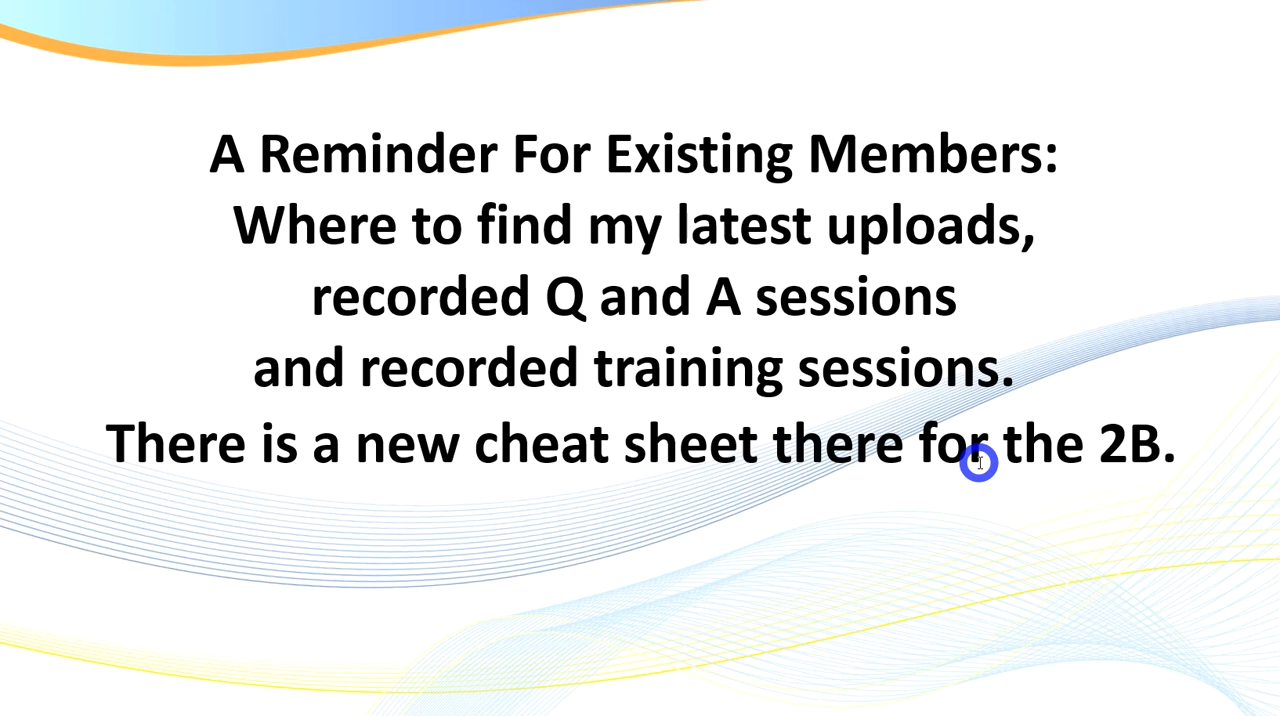 A Reminder For Existing Members:
Where to find my latest uploads,
recorded Q and A sessions
and recorded training sessions.
There is a new cheat sheet there for the 2B.